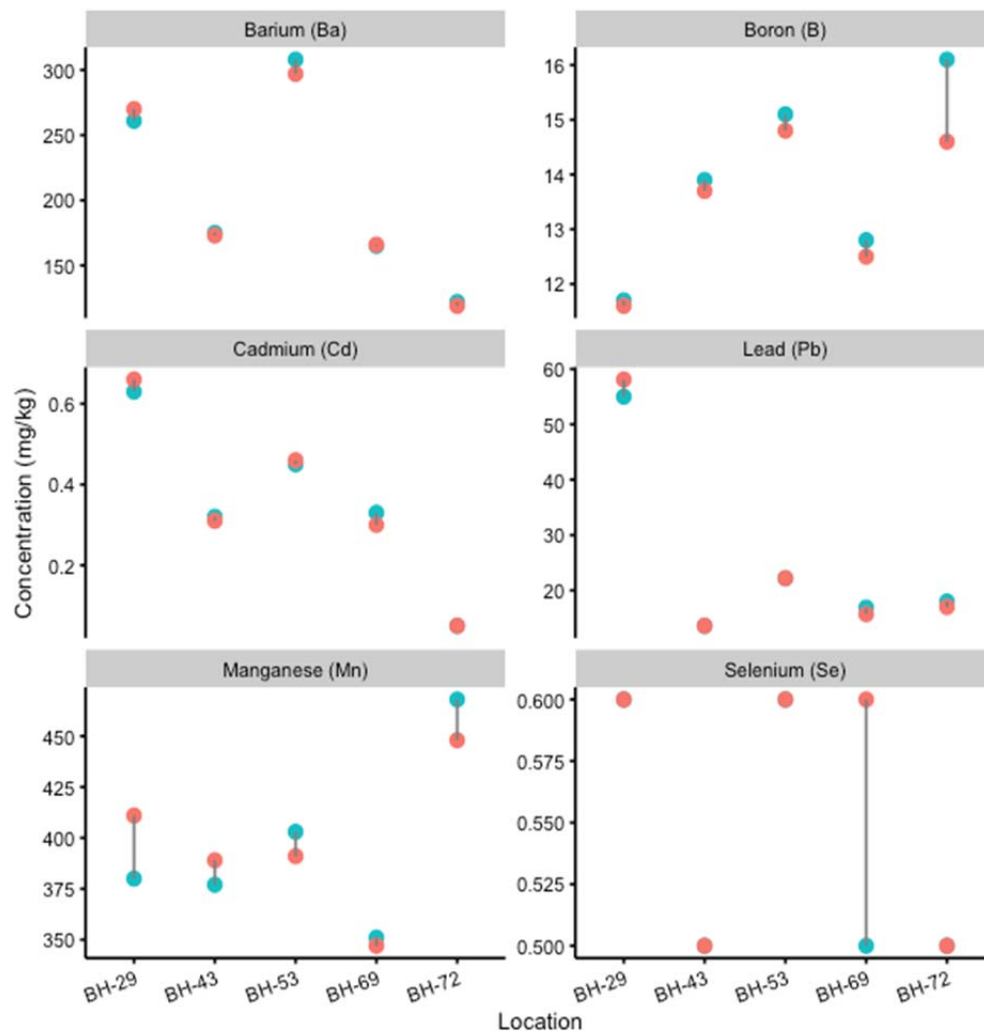 Barium (Ba)
Boron (B)
300
250
200
150
16
15
14
13
12
Cadmium (Cd)
Lead (Pb)
0.6
0.4
0.2
60
50
40
30
20
Manganese (Mn)
Selenium (Se)
450
425
400
375
350
0.600
0.575
0.550
0.525
0.500
Concentration (mg/kg)
BH-29 BH-43 BH-53 BH-69 BH-72
BH-29 BH-43 BH-53 BH-69 BH-72
Location